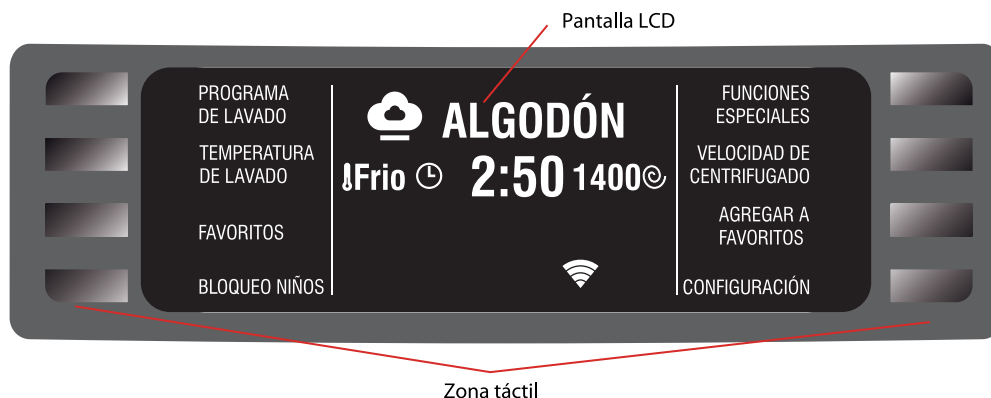 Pantalla LCD
PROGRAMA
DE LAVADO
TEMPERATURA
DE LAVADO
FAVORITOS
BLOQUEO NIÑOS
ALGODÓN
Frio 2:50 1400
FUNCIONES
ESPECIALES
VELOCIDAD DE
CENTRIFUGADO
AGREGAR A
FAVORITOS
CONFIGURACIÓN
Zona táctil